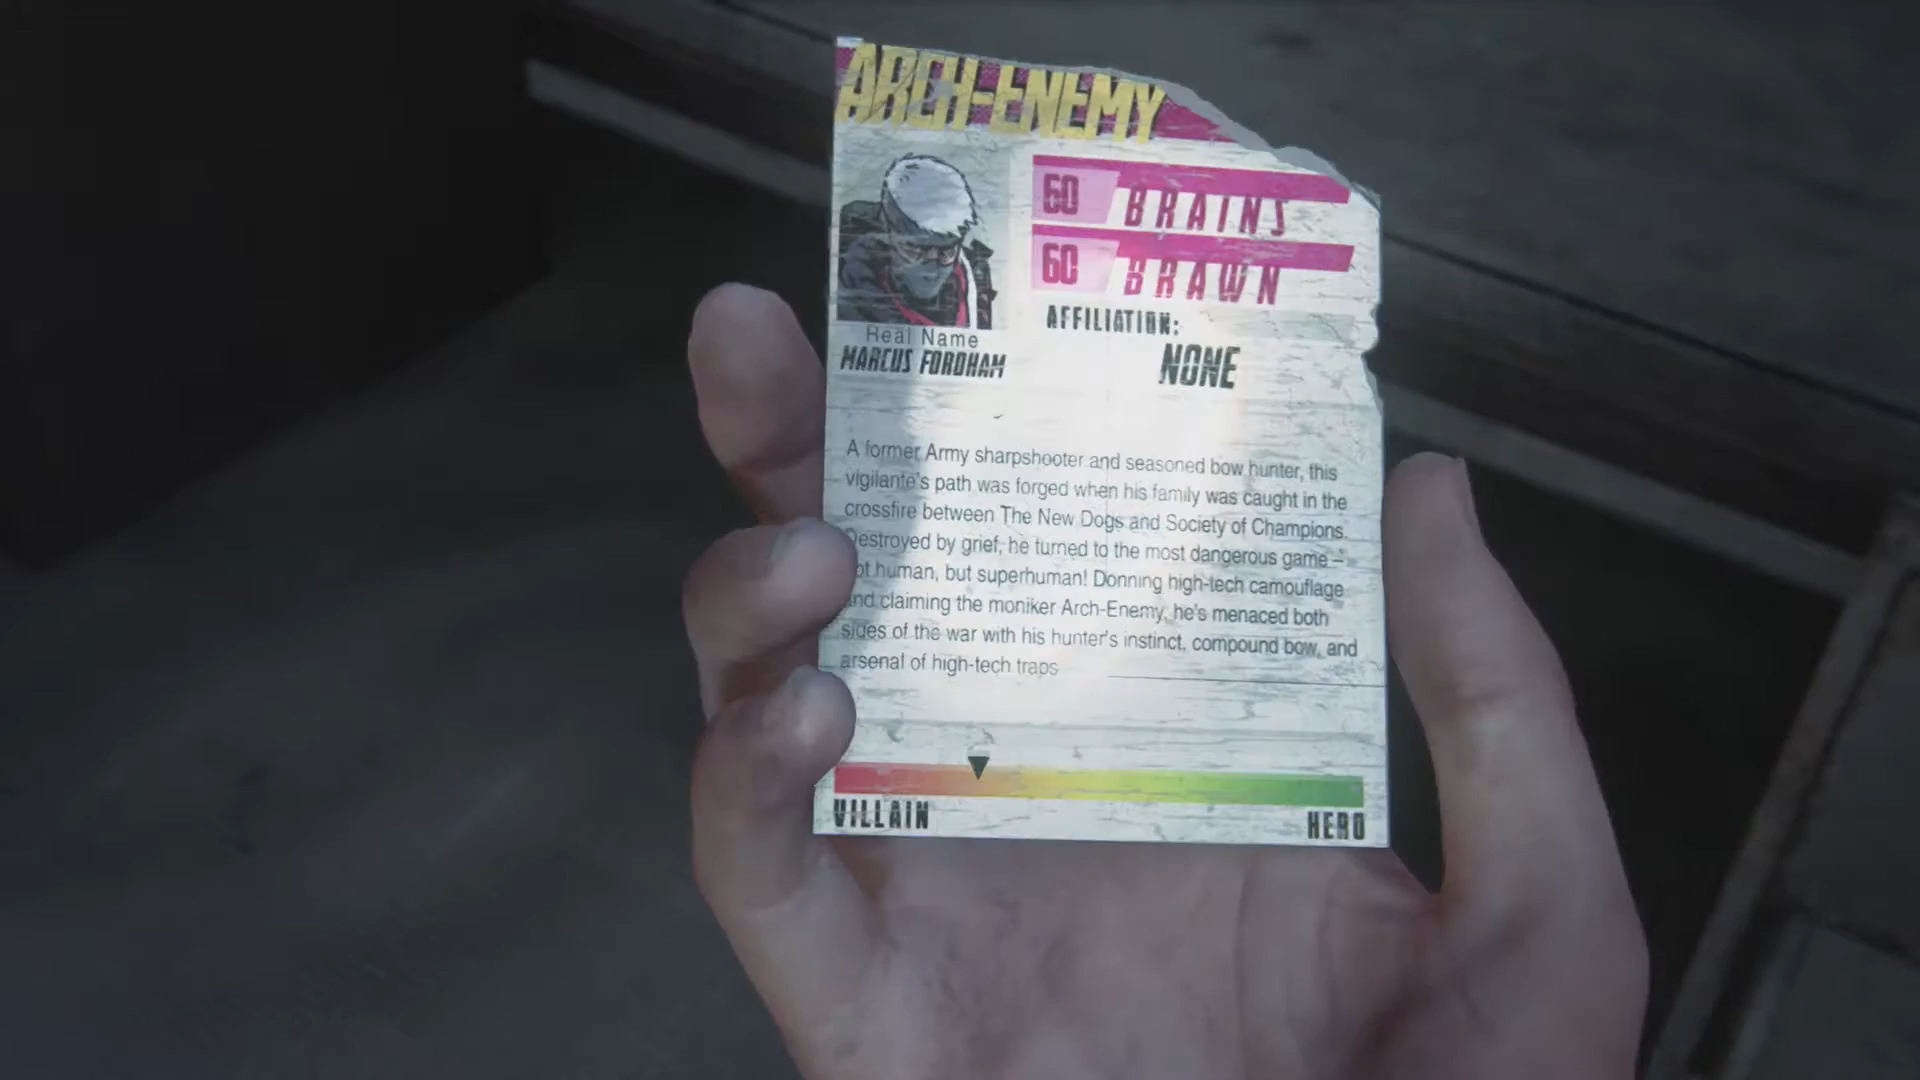 ARCH-ENEMY
60 BRAINS
60 BRAWN
AFFILIATION:
NONE
Real Name
MARCUS FORDHAM
A former Army sharpshooter and seasoned bow hunter, this
vigilante's path was forged when his family was caught in the
crossfire between The New Dogs and Society of Champions.
Destroyed by grief, he turned to the most dangerous game –
ot human, but superhuman! Donning high-tech camouflage
and claiming the moniker Arch-Enemy, he's menaced both
sides of the war with his hunter's instinct, compound bow, and
arsenal of high-tech traps
VILLAIN
HERO